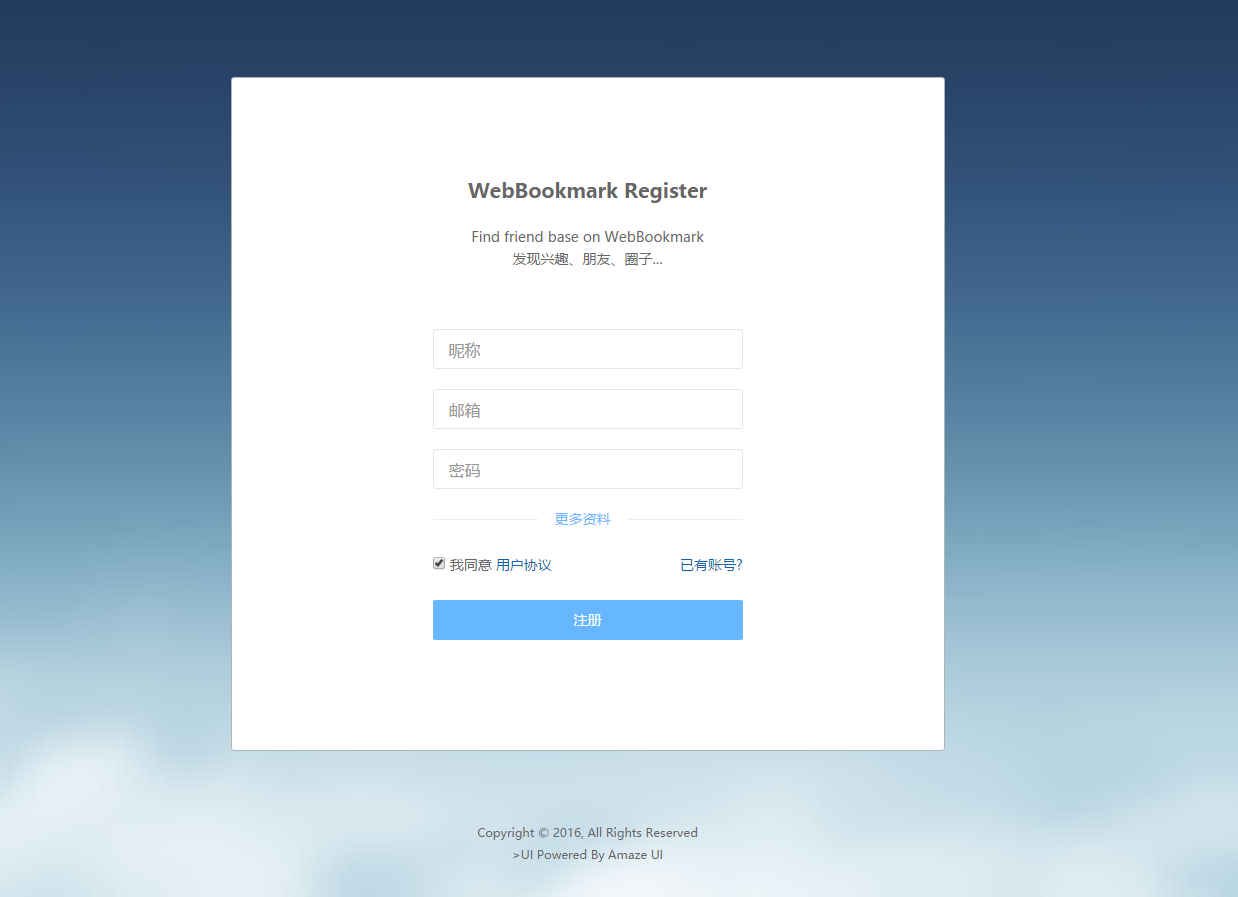 WebBookmark Register
Find friend base on WebBookmark
发现兴趣、朋友、圈子...
昵称
邮箱
密码
更多资料
我同意 用户协议
已有账号?
注册
Copyright © 2016, All Rights Reserved
>UI Powered By Amaze UI